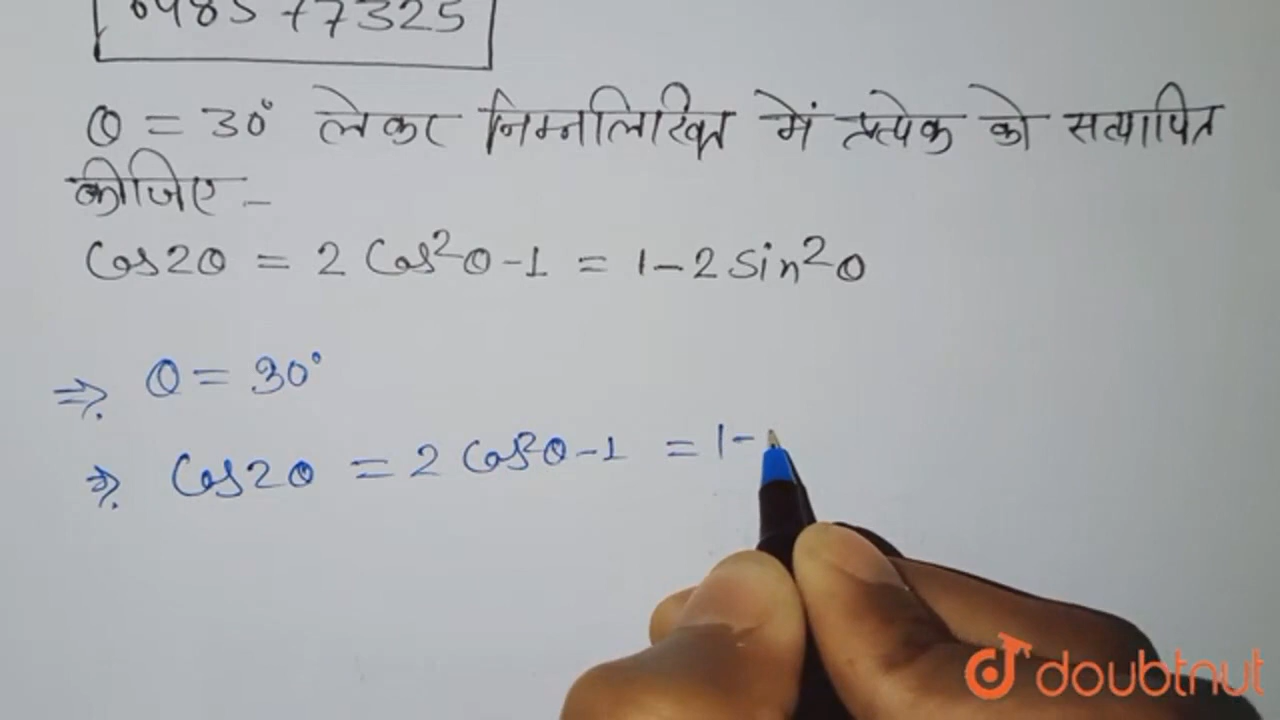 77325
θ = 30° लेकर निम्नलिखित में प्रत्येक को सत्यापित
कीजिए -
Cos2θ = 2 Cos²θ-1 = 1-2 Sin²θ
⇒ θ = 30°
⇒ Cos2θ = 2 Cos²θ-1 = 1-
doubtnut